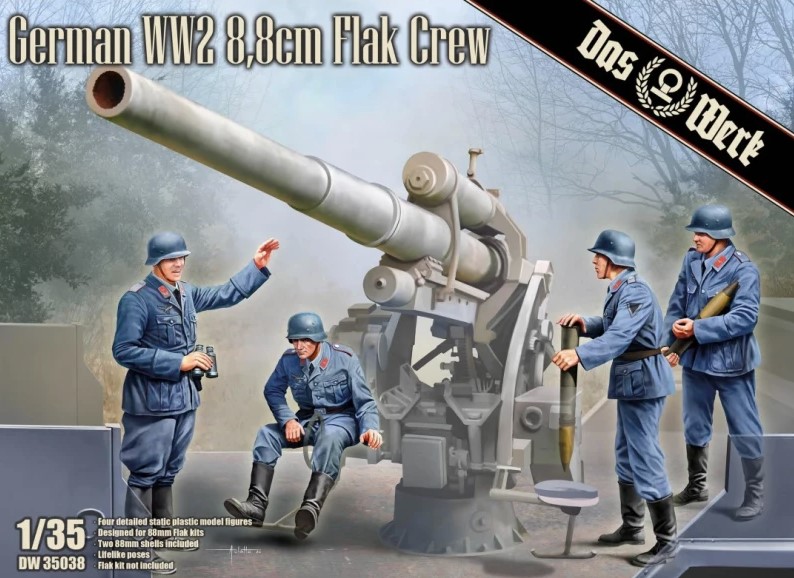 German WW2 8,8cm Flak Crew
Das Werk
1/35
DW 35038
- Four detailed static plastic model figures
- Designed for 88mm Flak kits
- Two 88mm shells included
- Lifelike poses
- Flak kit not included